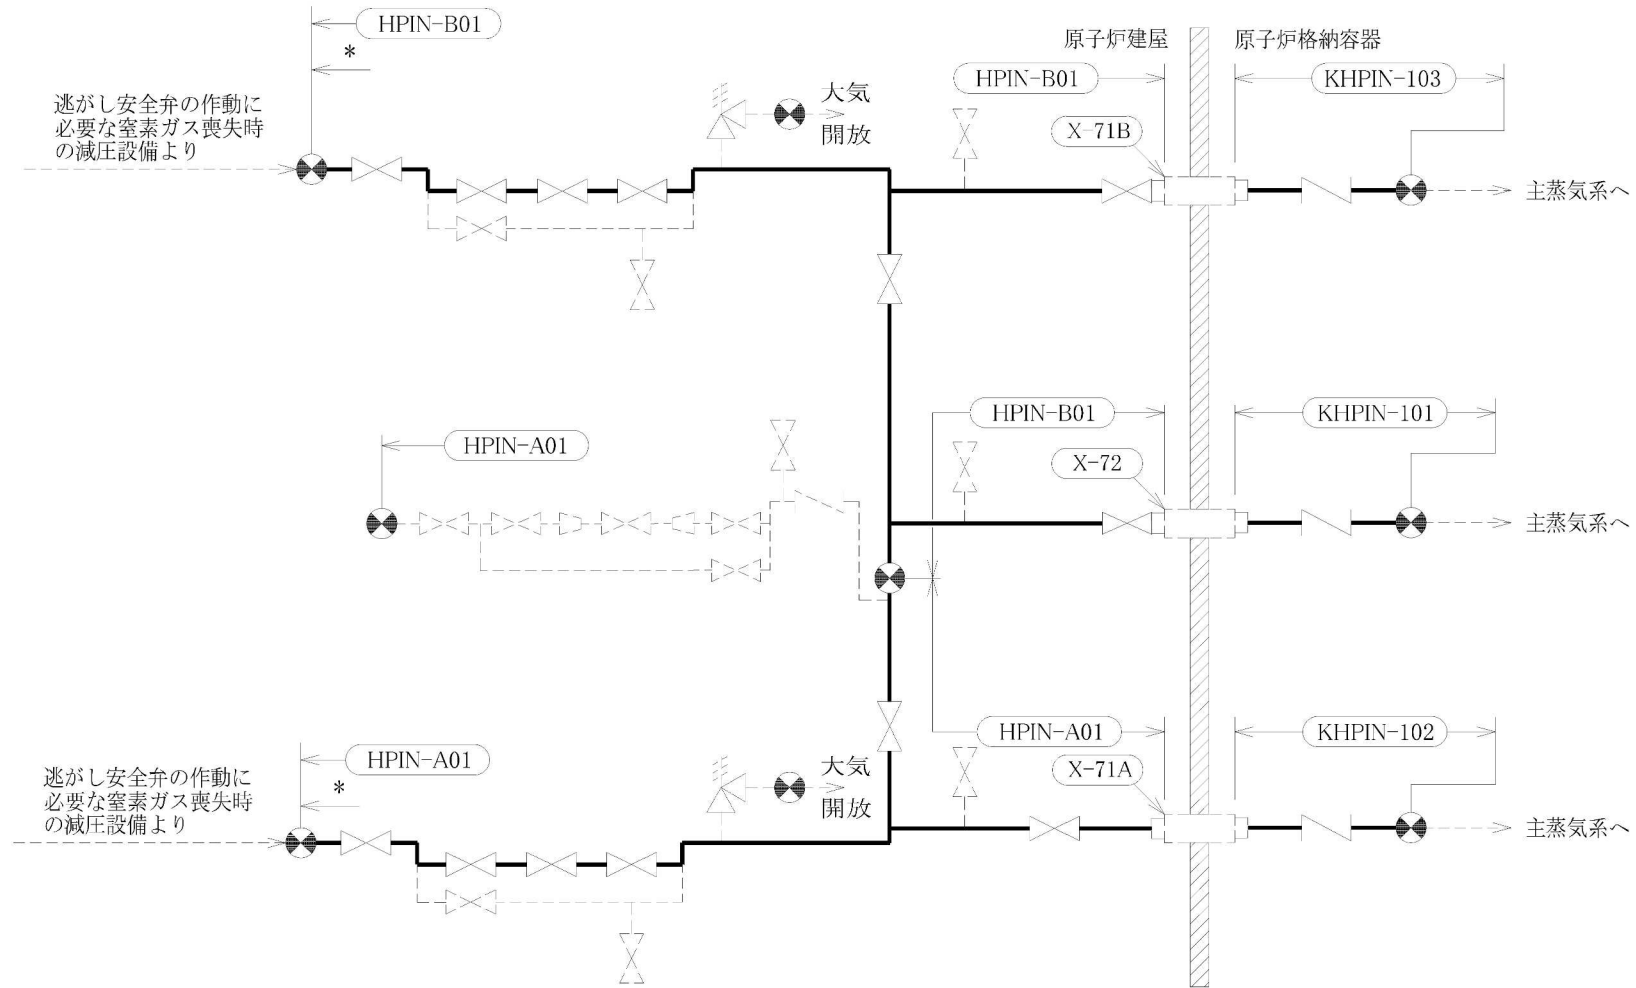 HPIN-B01
*
逃がし安全弁の作動に
必要な窒素ガス喪失時
の減圧設備より
大気
開放
原子炉建屋
原子炉格納容器
HPIN-B01
KHPIN-103
X-71B
主蒸気系へ
HPIN-A01
HPIN-B01
KHPIN-101
X-72
主蒸気系へ
HPIN-A01
*
逃がし安全弁の作動に
必要な窒素ガス喪失時
の減圧設備より
大気
開放
HPIN-A01
KHPIN-102
X-71A
主蒸気系へ